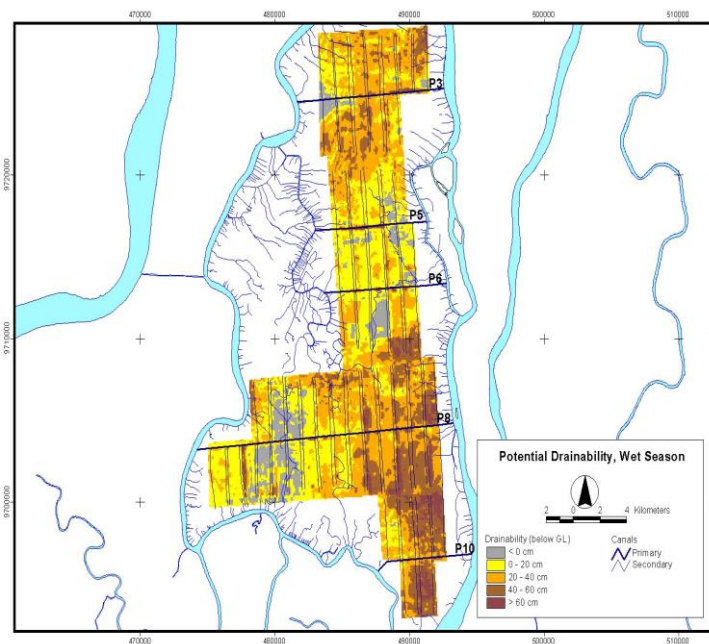 470000 480000 490000 500000 510000
P3
9720000
P5
P6
9710000
P8
Potential Drainability, Wet Season
2 0 2 4 Kilometers
9700000
Drainability (below GL)
< 0 cm
0 - 20 cm
20 - 40 cm
40 - 60 cm
> 60 cm
Canals
Primary
Secondary
P10
470000 480000 490000 500000 510000